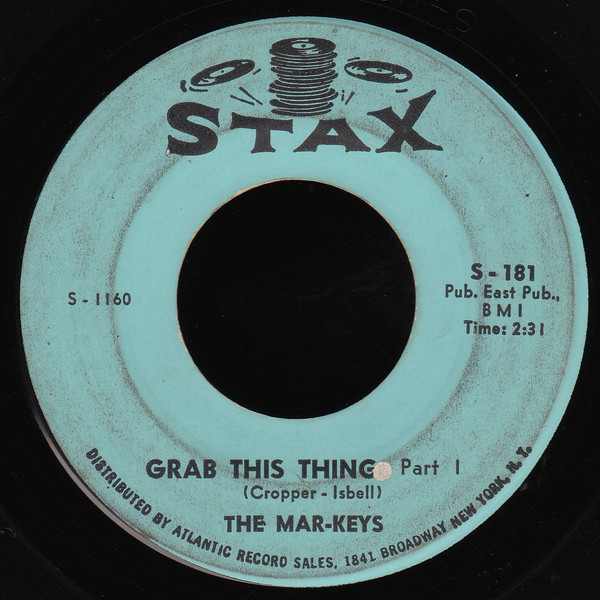 STAX
S-1160
S-181
Pub. East Pub.,
BMI
Time: 2:31
GRAB THIS THING Part 1
(Cropper - Isbell)
THE MAR-KEYS
DISTRIBUTED BY ATLANTIC RECORD SALES, 1841 BROADWAY NEW YORK, N. Y.